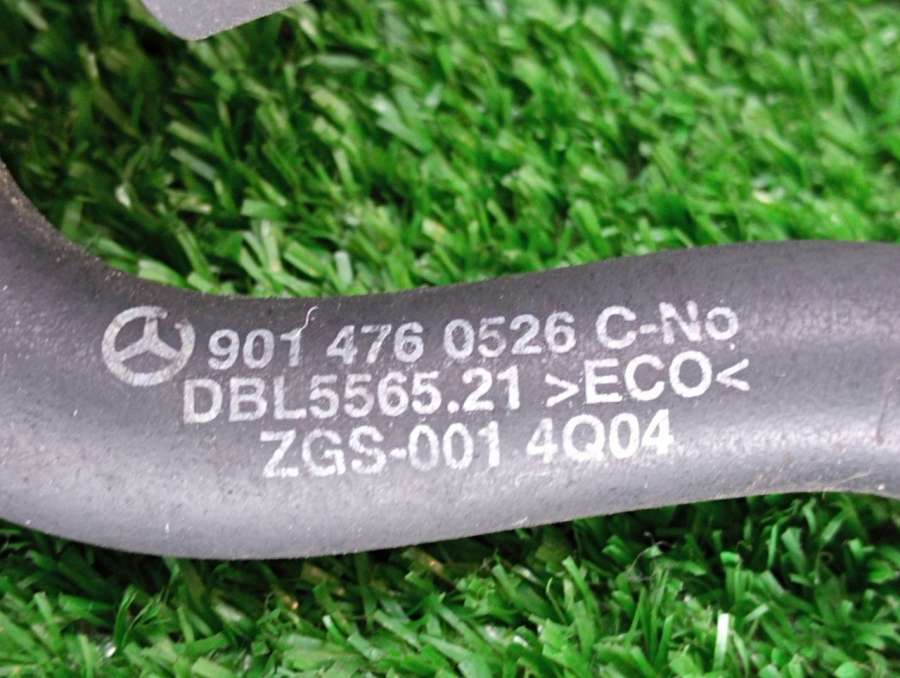 901 476 0526 C-No
DBL5565.21 >ECO<
ZGS-001 4Q04